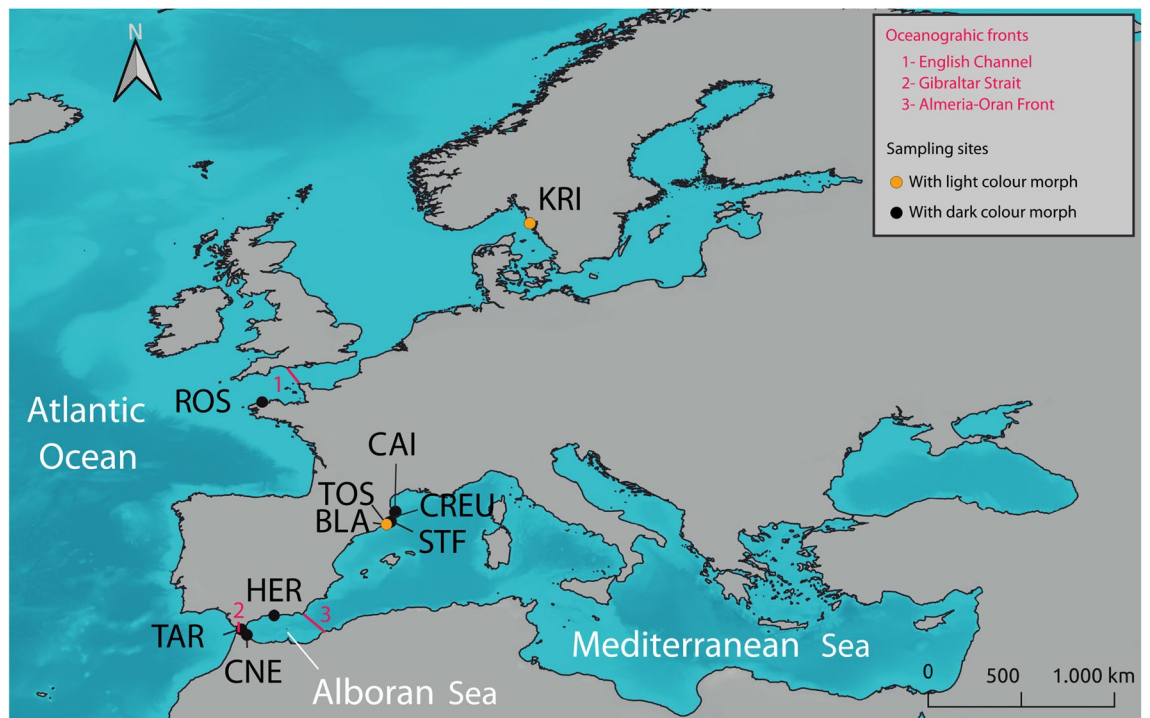 N
Oceanograhic fronts
1- English Channel
2- Gibraltar Strait
3- Almeria-Oran Front
Sampling sites
With light colour morph
With dark colour morph
KRI
1
ROS
Atlantic
Ocean
CAI
TOS
CREU
BLA
STF
HER
2
3
TAR
CNE
Mediterranean Sea
Alboran Sea
0 500 1.000 km